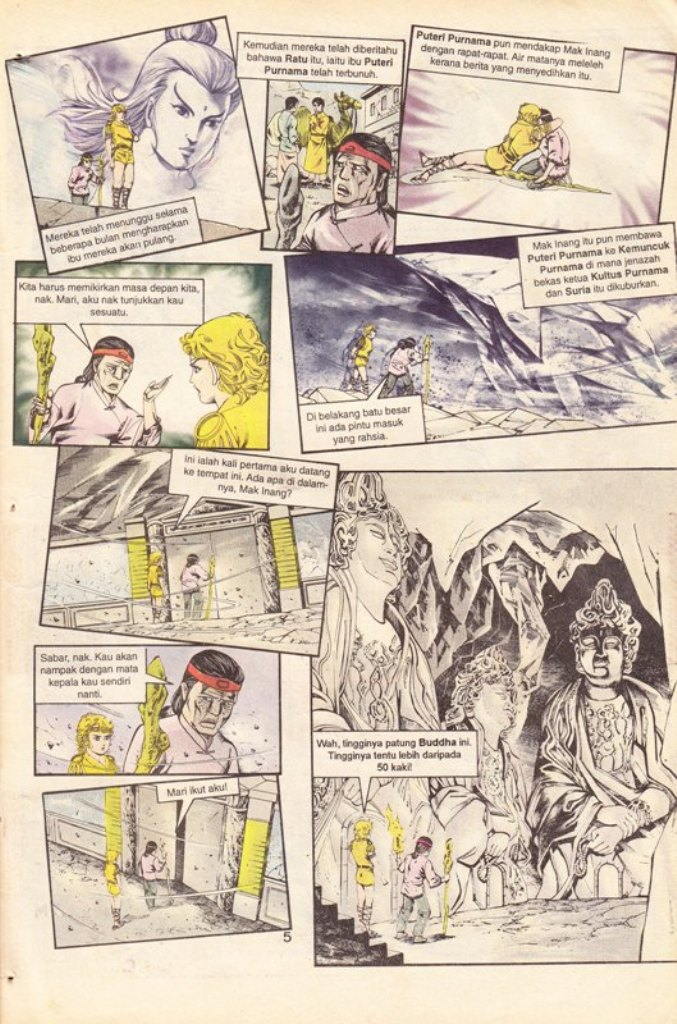 Mereka telah menunggu selama
beberapa bulan mengharapkan
ibu mereka akan pulang.
Kemudian mereka telah diberitahu
bahawa Ratu itu, iaitu ibu Puteri
Purnama telah terbunuh.
Puteri Purnama pun mendakap Mak Inang
dengan rapat-rapat. Air matanya meleleh
kerana berita yang menyedihkan itu.
Kita harus memikirkan masa depan kita,
nak. Mari, aku nak tunjukkan kau
sesuatu.
Mak Inang itu pun membawa
Puteri Purnama ke Kemuncuk
Purnama di mana jenazah
bekas ketua Kultus Purnama
dan Suria itu dikuburkan.
Di belakang batu besar
ini ada pintu masuk
yang rahsia.
Ini ialah kali pertama aku datang
ke tempat ini. Ada apa di dalam-
nya, Mak Inang?
Sabar, nak. Kau akan
nampak dengan mata
kepala kau sendiri
nanti.
Mari ikut aku!
Wah, tingginya patung Buddha ini.
Tingginya tentu lebih daripada
50 kaki!
5